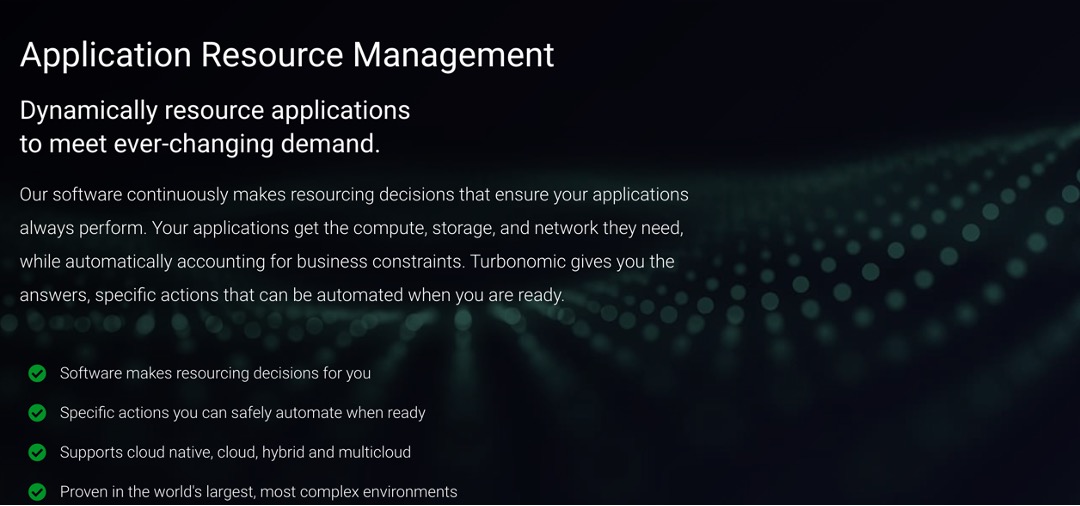 Application Resource Management
Dynamically resource applications
to meet ever-changing demand.
Our software continuously makes resourcing decisions that ensure your applications
always perform. Your applications get the compute, storage, and network they need,
while automatically accounting for business constraints. Turbonomic gives you the
answers, specific actions that can be automated when you are ready.
Software makes resourcing decisions for you
Specific actions you can safely automate when ready
Supports cloud native, cloud, hybrid and multicloud
Proven in the world's largest, most complex environments